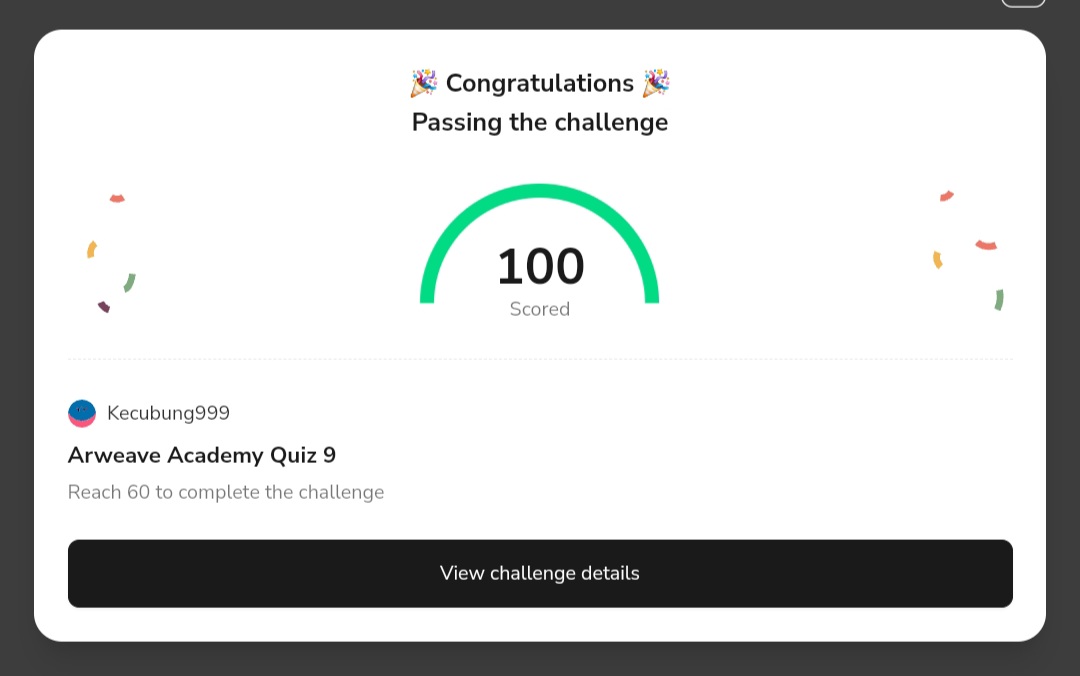 🎉 Congratulations 🎉
Passing the challenge
100
Scored
Kecubung999
Arweave Academy Quiz 9
Reach 60 to complete the challenge
View challenge details